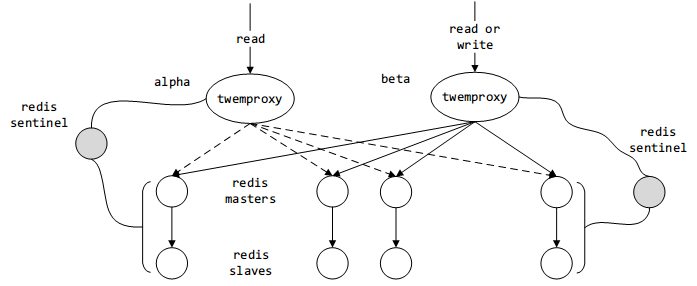 read
read or
write
alpha
beta
twemproxy
twemproxy
redis
sentinel
redis
sentinel
redis
masters
redis
slaves